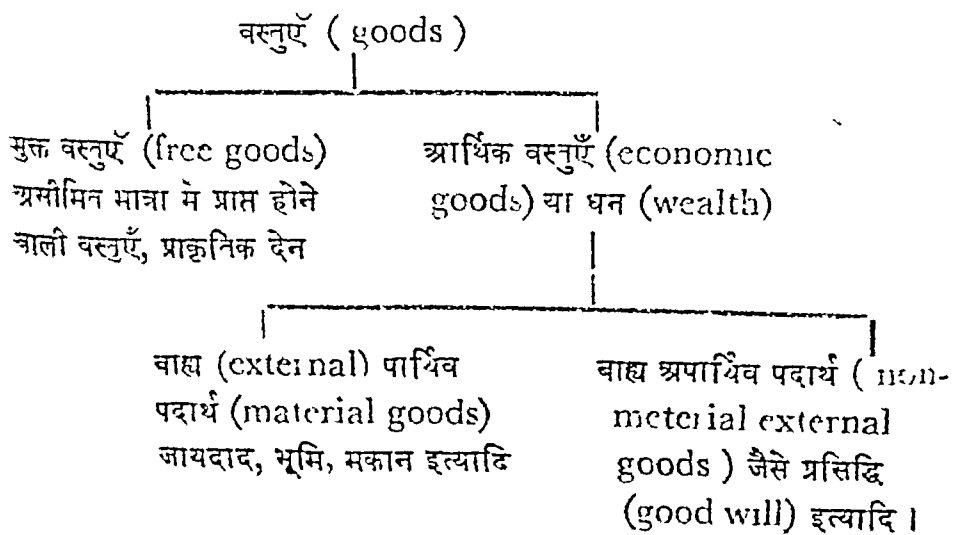 वस्तुएँ ( goods )
मुक्त वस्तुएँ (free goods)
असीमित मात्रा में प्राप्त होने
वाली वस्तुएँ, प्राकृतिक देन
आर्थिक वस्तुएँ (economic
goods) या धन (wealth)
बाह्य (external) पार्थिव
पदार्थ (material goods)
जायदाद, भूमि, मकान इत्यादि
बाह्य अपार्थिव पदार्थ ( non-
meterial external
goods ) जैसे प्रसिद्धि
(good will) इत्यादि ।